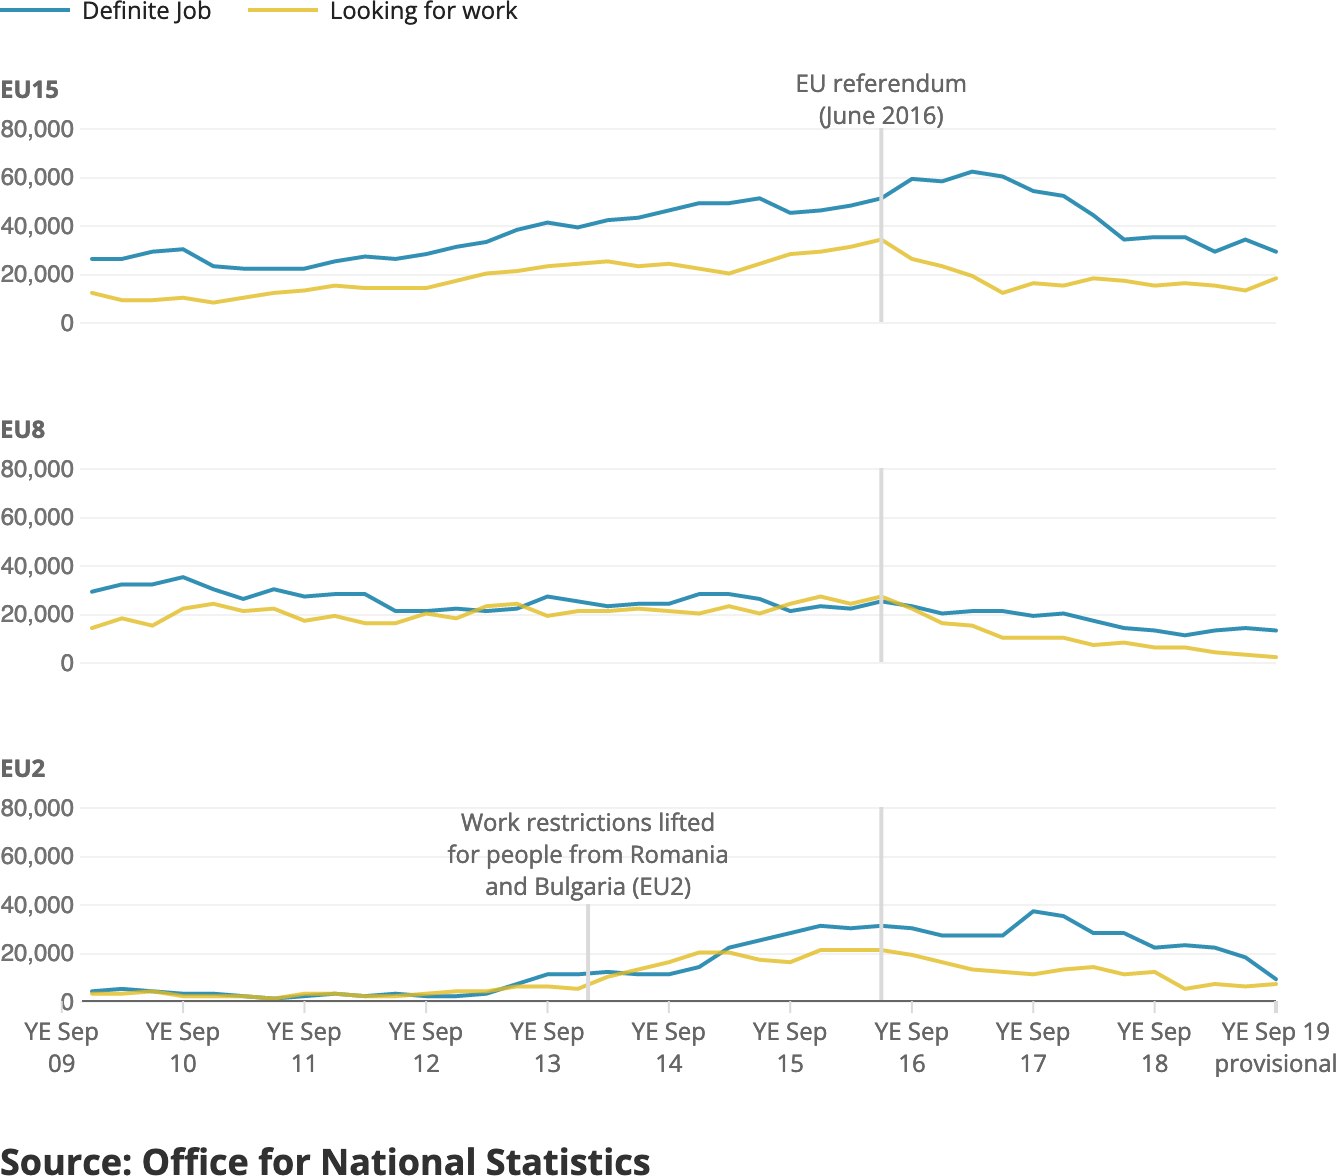 Definite Job
Looking for work
EU15
EU referendum
(June 2016)
80,000
60,000
40,000
20,000
0
EU8
80,000
60,000
40,000
20,000
0
EU2
80,000
Work restrictions lifted
for people from Romania
and Bulgaria (EU2)
60,000
40,000
20,000
0
YE Sep
09
YE Sep
10
YE Sep
11
YE Sep
12
YE Sep
13
YE Sep
14
YE Sep
15
YE Sep
16
YE Sep
17
YE Sep
18
YE Sep 19
provisional
Source: Office for National Statistics